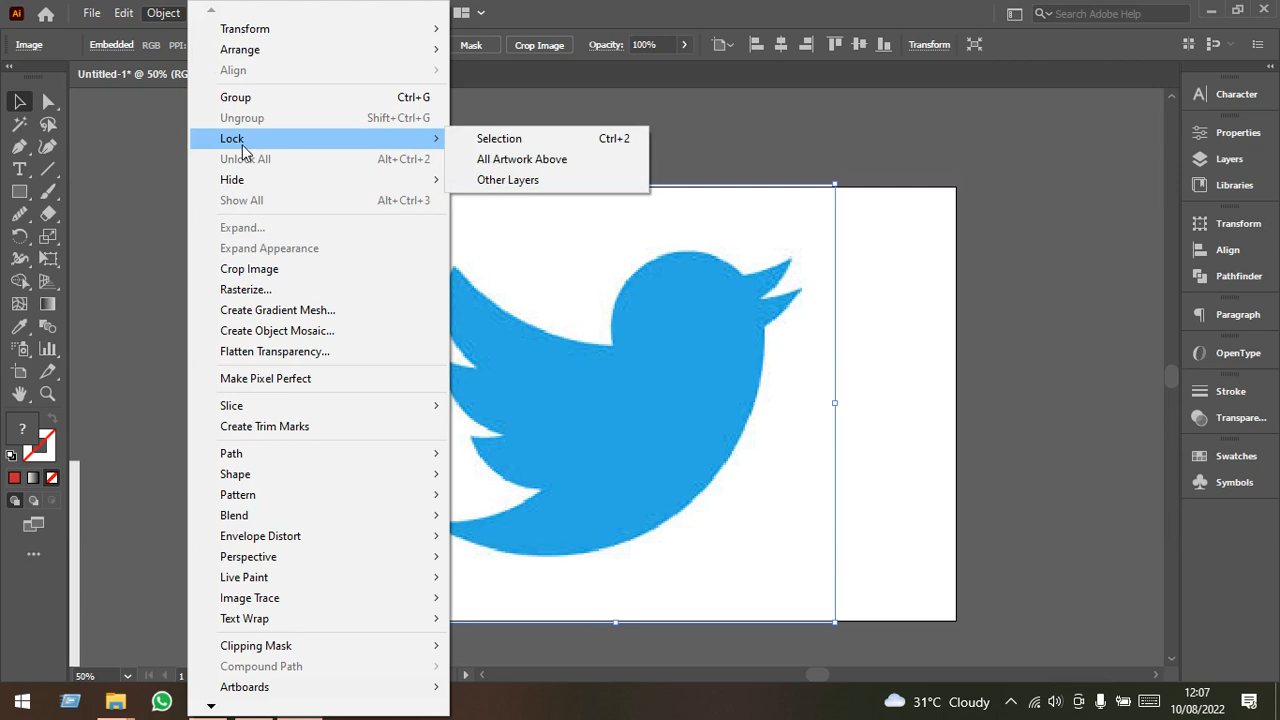 Ai File Edit Object Search Adobe Help
Image Embedded RGB PPI: Mask Crop Image Opacity: 100% Transform
Untitled-1* @ 50% (RG
Transform
Arrange
Align
Group Ctrl+G
Ungroup Shift+Ctrl+G
Lock
Unlock All Alt+Ctrl+2
Hide
Show All Alt+Ctrl+3
Expand...
Expand Appearance
Crop Image
Rasterize...
Create Gradient Mesh...
Create Object Mosaic...
Flatten Transparency...
Make Pixel Perfect
Slice
Create Trim Marks
Path
Shape
Pattern
Blend
Envelope Distort
Perspective
Live Paint
Image Trace
Text Wrap
Clipping Mask
Compound Path
Artboards
Selection Ctrl+2
All Artwork Above
Other Layers
Character
Properties
Layers
Libraries
Transform
Align
Pathfinder
Paragraph
OpenType
Stroke
Transpare...
Swatches
Symbols
?
50% 1
31°C Cloudy
12:07
10/08/2022